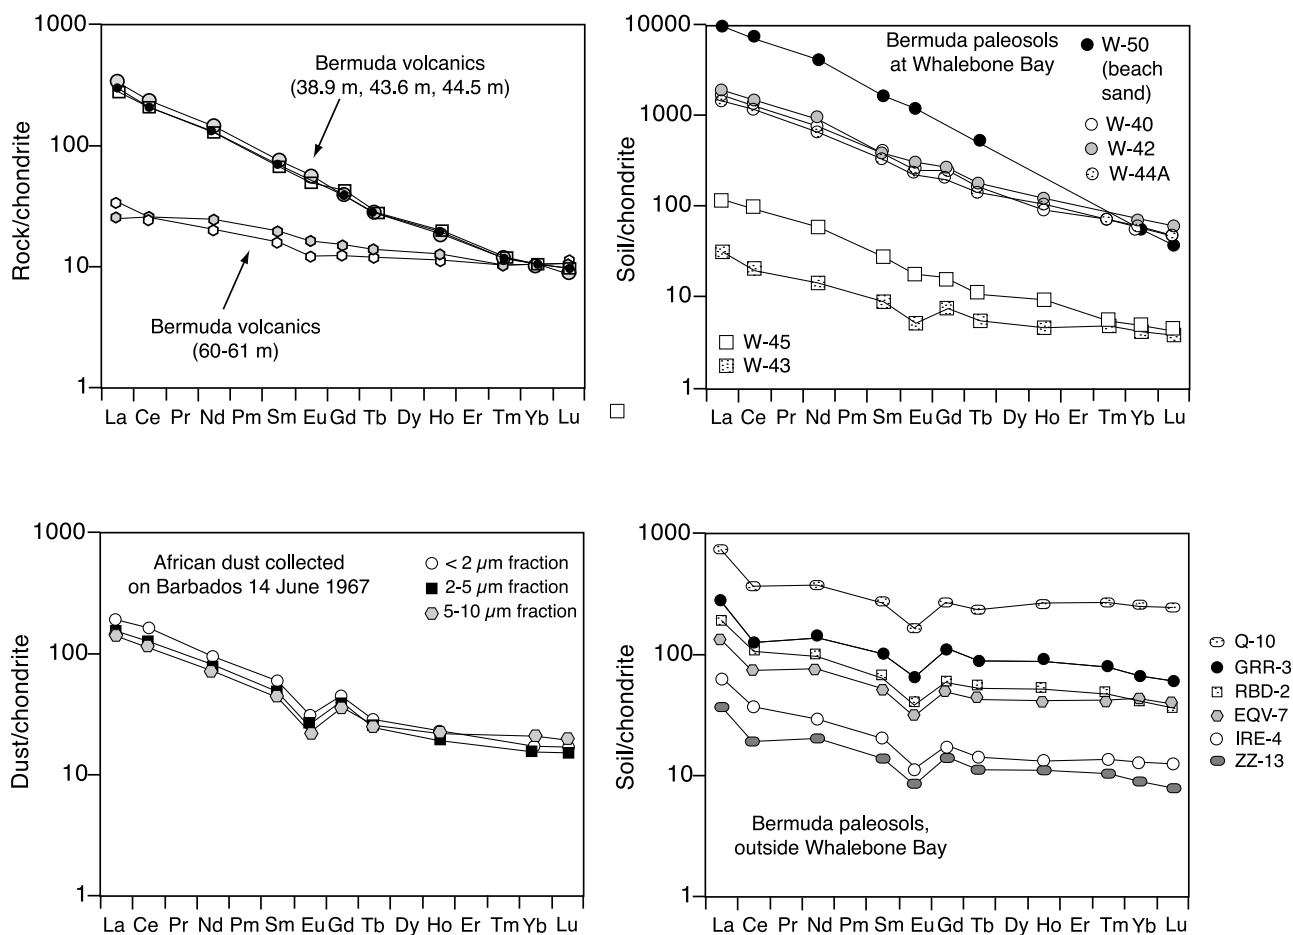 1000
100
10
1
Rock/chondrite
Bermuda volcanics
(38.9 m, 43.6 m, 44.5 m)
Bermuda volcanics
(60-61 m)
La Ce Pr Nd Pm Sm Eu Gd Tb Dy Ho Er Tm Yb Lu
10000
1000
100
10
1
Soil/chondrite
Bermuda paleosols
at Whalebone Bay
W-50
(beach
sand)
W-40
W-42
W-44A
W-45
W-43
La Ce Pr Nd Pm Sm Eu Gd Tb Dy Ho Er Tm Yb Lu
1000
100
10
1
Dust/chondrite
African dust collected
on Barbados 14 June 1967
< 2 µm fraction
2-5 µm fraction
5-10 µm fraction
La Ce Pr Nd Pm Sm Eu Gd Tb Dy Ho Er Tm Yb Lu
1000
100
10
1
Soil/chondrite
Bermuda paleosols,
outside Whalebone Bay
La Ce Pr Nd Pm Sm Eu Gd Tb Dy Ho Er Tm Yb Lu
Q-10
GRR-3
RBD-2
EQV-7
IRE-4
ZZ-13